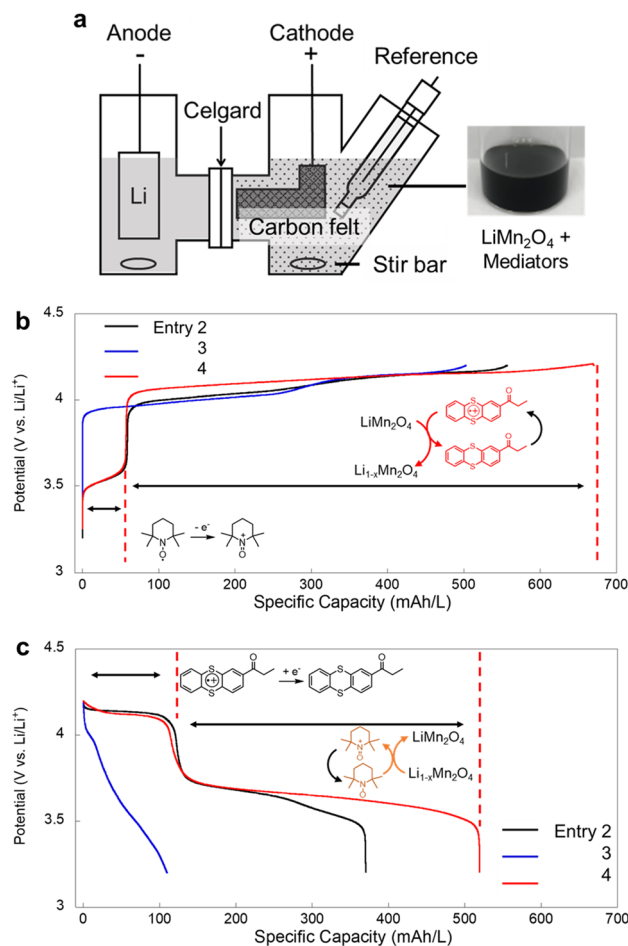 a
Anode
-
Cathode
+
Reference
Celgard
Li
Carbon felt
Stir bar
LiMn2O4 +
Mediators
b
4.5
4
3.5
3
Potential (V vs. Li/Li+)
Entry 2
3
4
LiMn2O4
Li1-xMn2O4
S
S
O
S
S
O
N
O
- e-
N+
O
0
100
200
300
400
500
600
700
Specific Capacity (mAh/L)
c
4.5
4
3.5
3
Potential (V vs. Li/Li+)
S
S
O
+ e-
S
S
O
N+
O
N
O
LiMn2O4
Li1-xMn2O4
Entry 2
3
4
0
100
200
300
400
500
600
700
Specific Capacity (mAh/L)